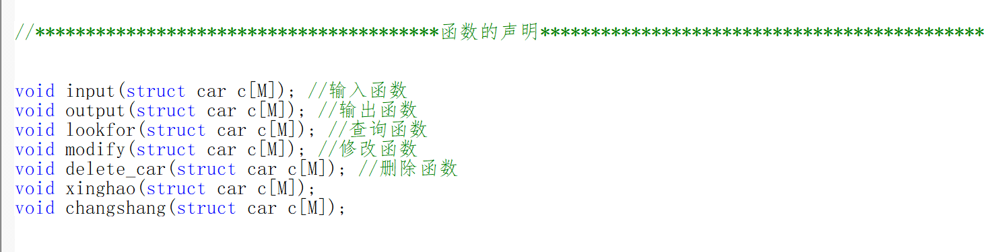 //****************************************函数的声明********************************************
void input(struct car c[M]); //输入函数
void output(struct car c[M]); //输出函数
void lookfor(struct car c[M]); //查询函数
void modify(struct car c[M]); //修改函数
void delete_car(struct car c[M]); //删除函数
void xinghao(struct car c[M]);
void changshang(struct car c[M]);